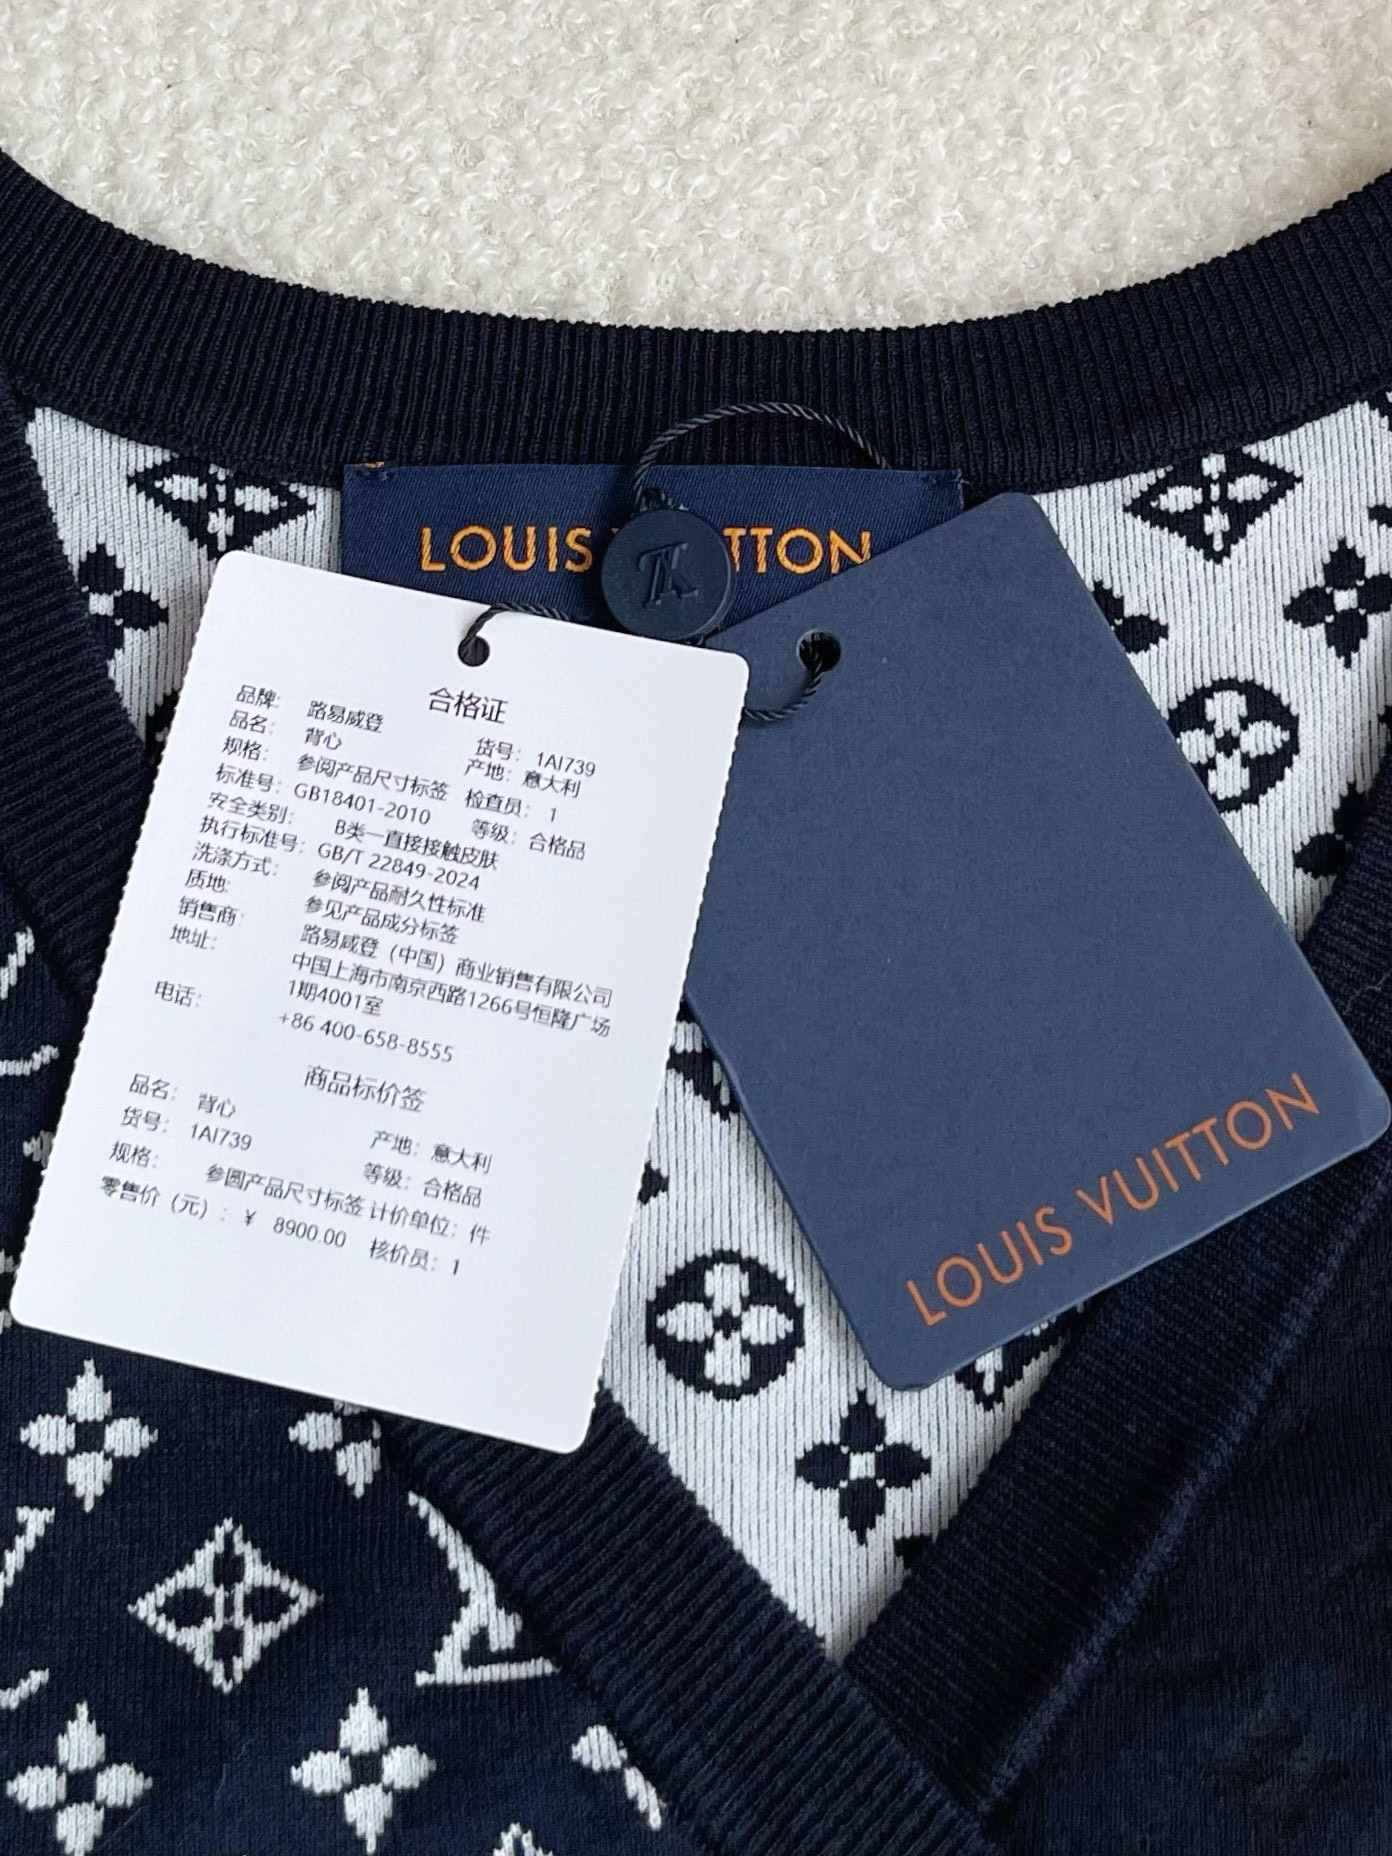 LOUIS
TTON
合格证
品牌: 路易威登
品名: 背心 货号: 1AI739
规格: 参阅产品尺寸标签 产地: 意大利
标准号: GB18401-2010 检查员: 1
安全类别: B类一直接接触皮肤 等级: 合格品
执行标准号: GB/T 22849-2024
洗涤方式: 参阅产品耐久性标准
质地: 参见产品成分标签
销售商: 路易威登（中国）商业销售有限公司
地址: 中国上海市南京西路1266号恒隆广场
1期4001室
电话: +86 400-658-8555
商品标价签
品名: 背心
货号: 1AI739 产地: 意大利
规格: 参圆产品尺寸标签 等级: 合格品
计价单位: 件
零售价（元）: ¥ 8900.00 核价员: 1
LOUIS VUITTON